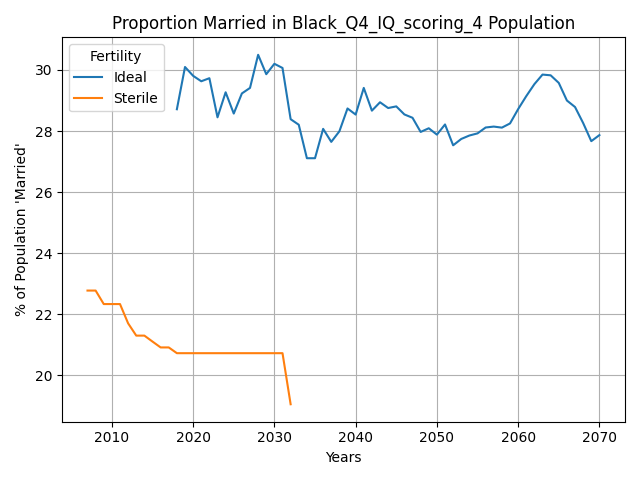 Proportion Married in Black_Q4_IQ_scoring_4 Population
Fertility
Ideal
Sterile
% of Population 'Married'
30
28
26
24
22
20
2010 2020 2030 2040 2050 2060 2070
Years